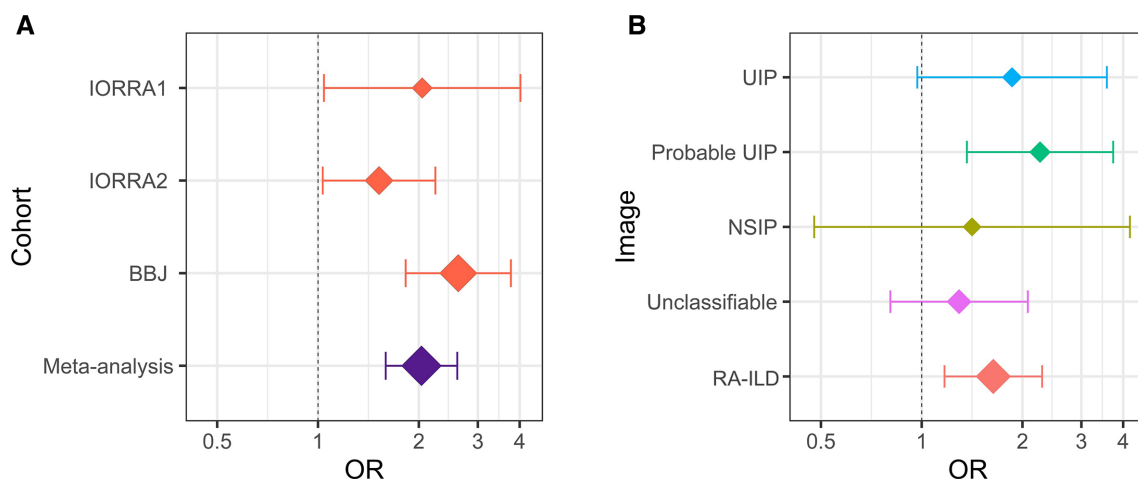 A
Cohort
IORRA1
IORRA2
BBJ
Meta-analysis
0.5 1 2 3 4
OR
B
Image
UIP
Probable UIP
NSIP
Unclassifiable
RA-ILD
0.5 1 2 3 4
OR